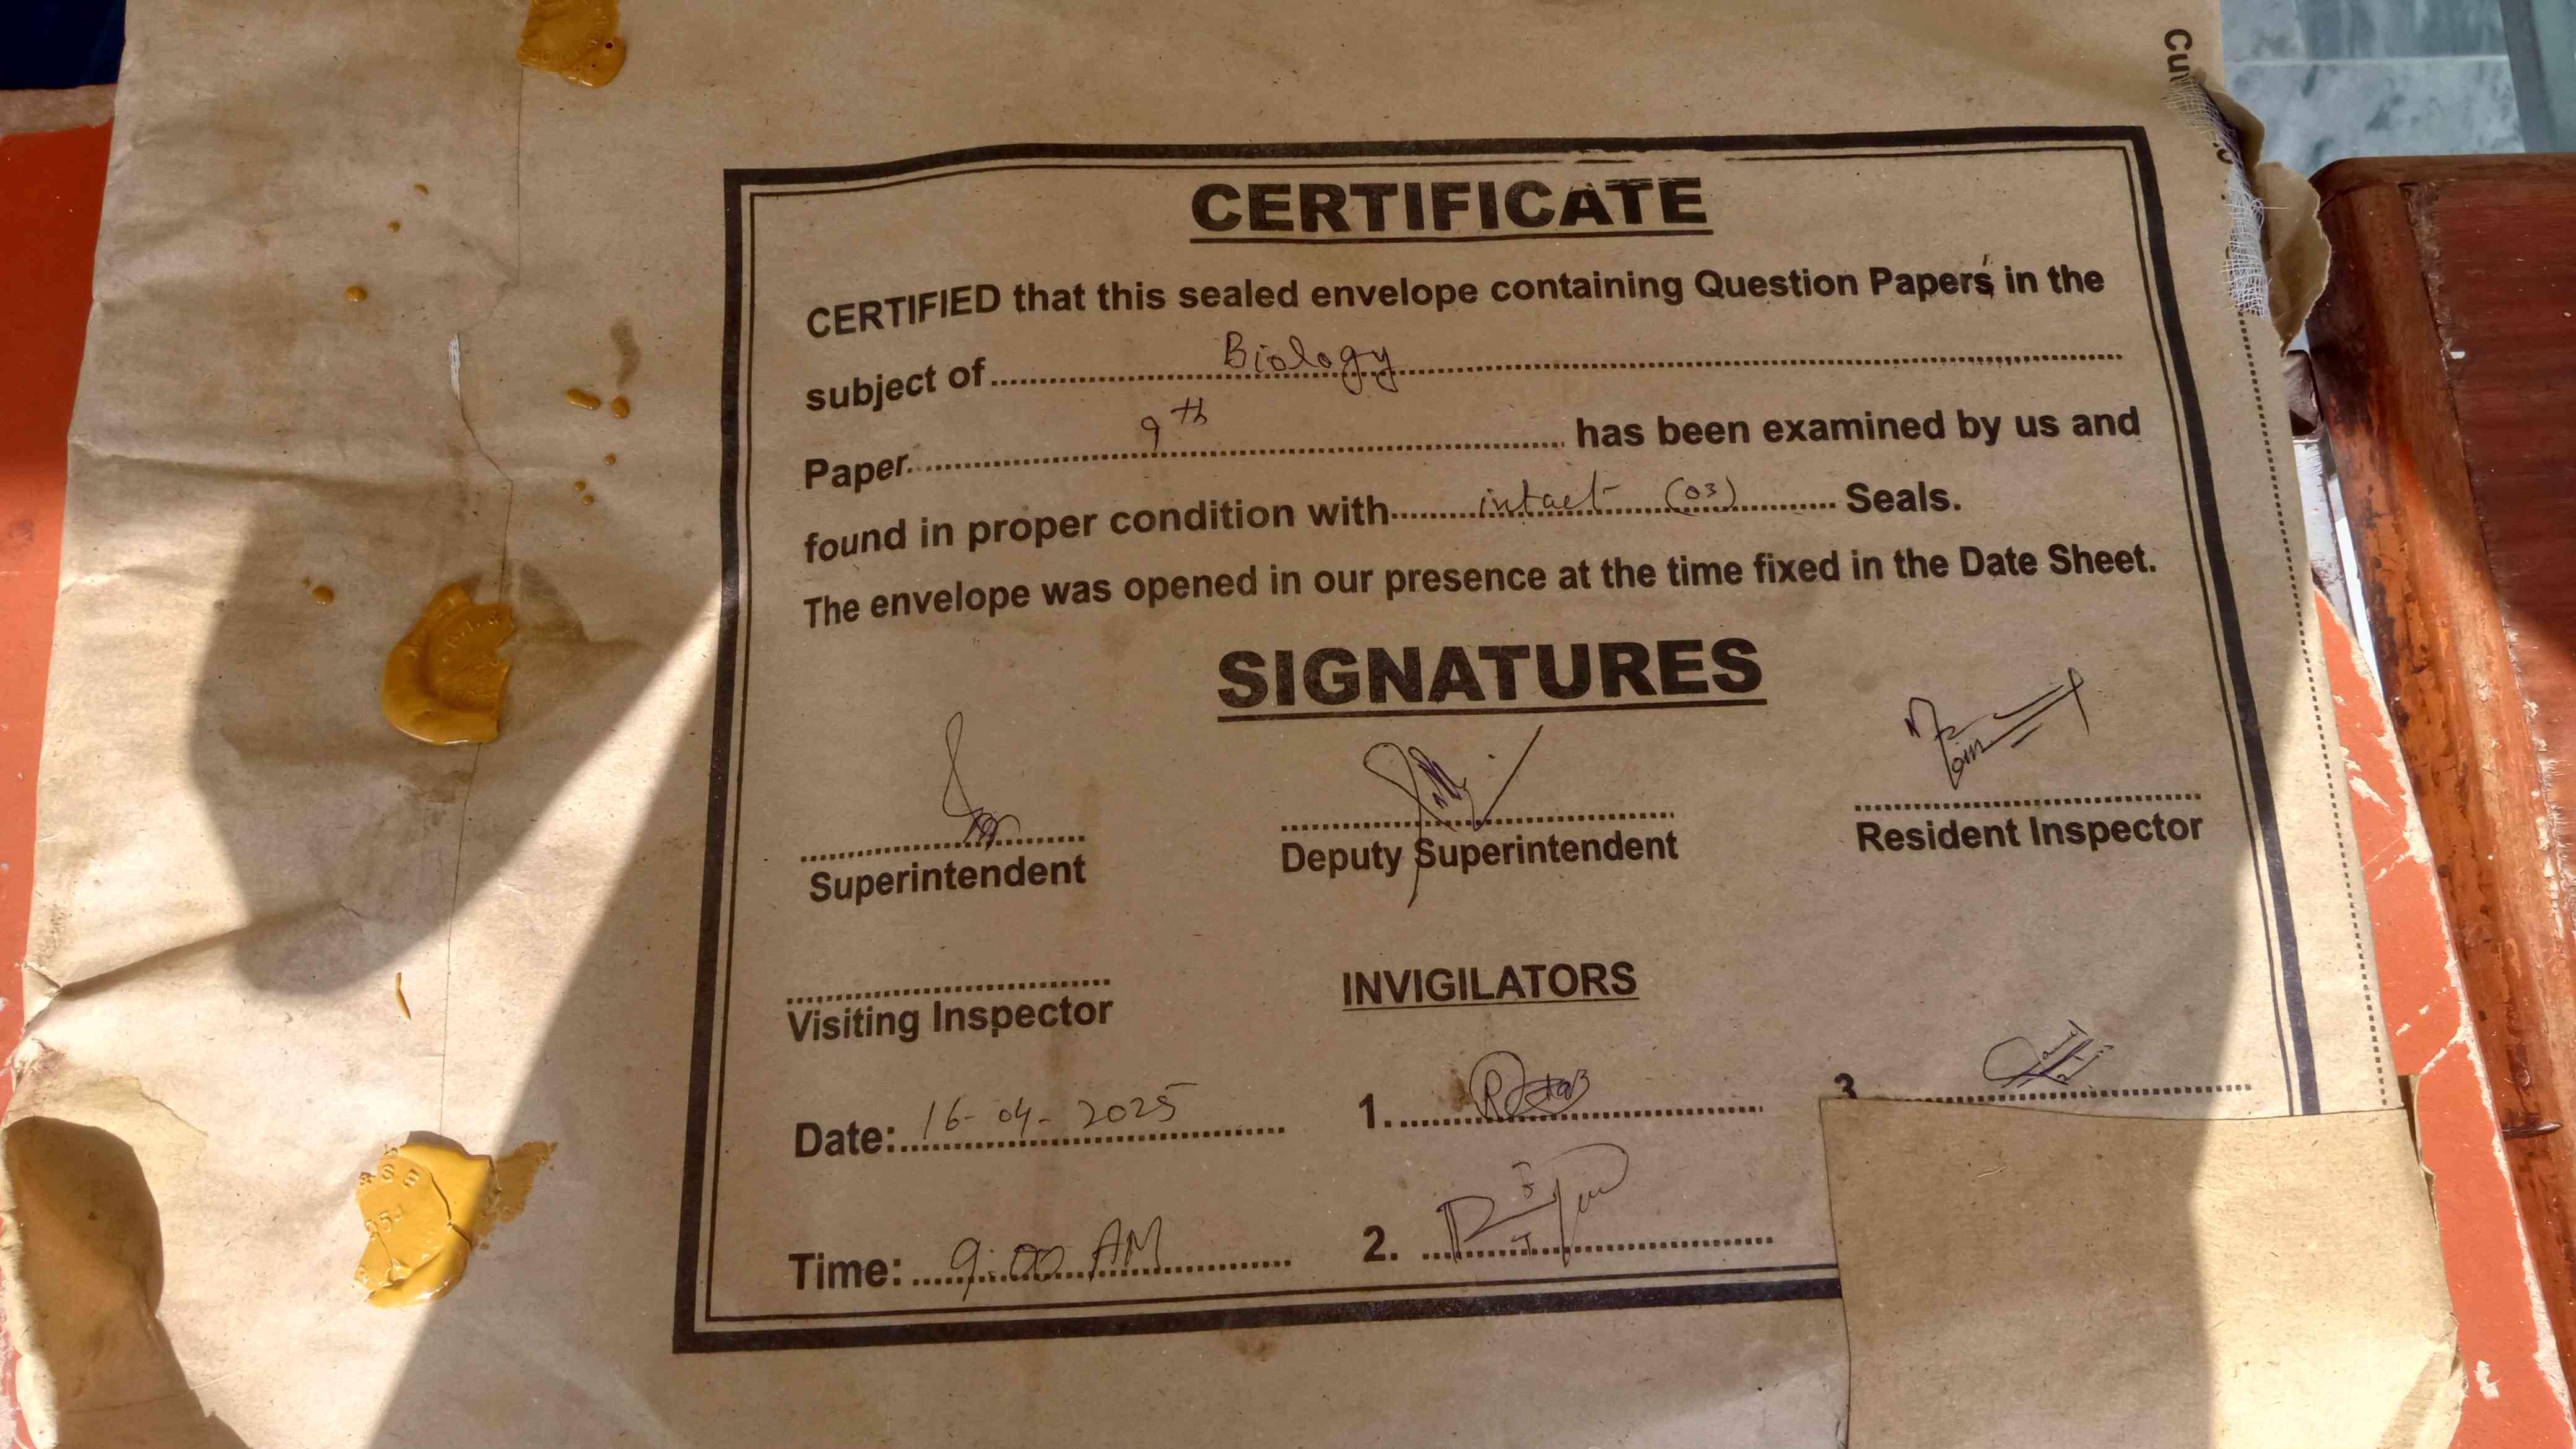 CERTIFICATE
CERTIFIED that this sealed envelope containing Question Papers in the
subject of Biology
Paper 9th has been examined by us and
found in proper condition with intact (03) Seals.
The envelope was opened in our presence at the time fixed in the Date Sheet.
SIGNATURES
Superintendent
Deputy Superintendent
Resident Inspector
Visiting Inspector
INVIGILATORS
Date: 16-04-2025
1.
3
Time: 9:00 AM
2.